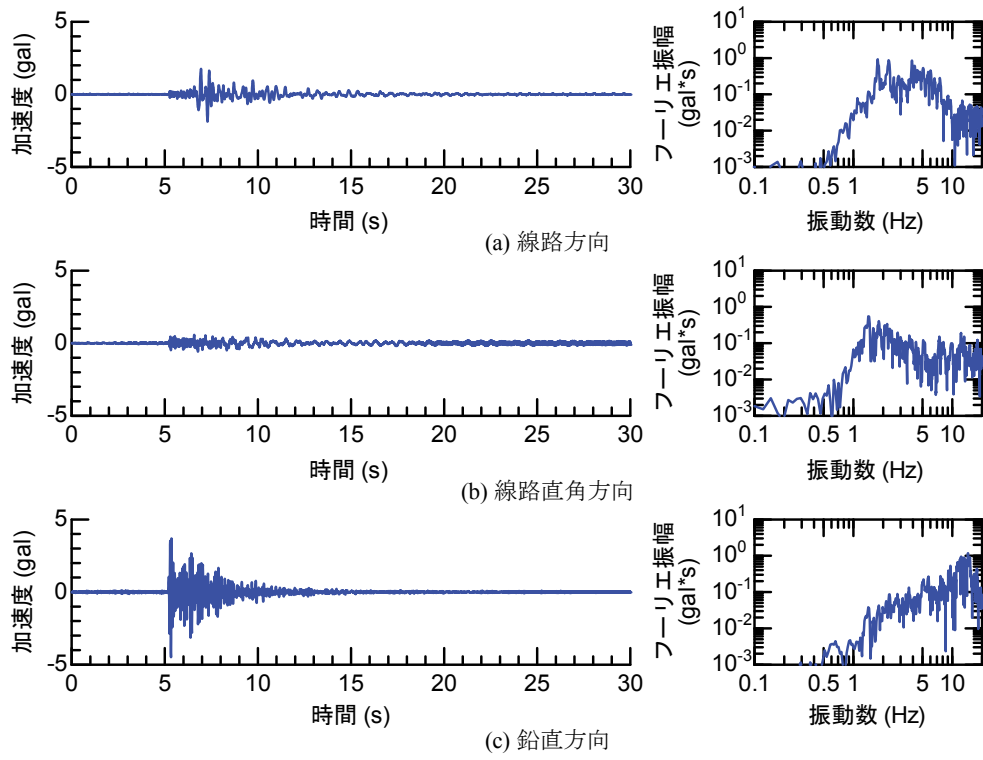 加速度 (gal)
5
0
-5
0 5 10 15 20 25 30
時間 (s)
フーリエ振幅
(gal*s)
10^1
10^0
10^-1
10^-2
10^-3
0.1 0.5 1 5 10
振動数 (Hz)
(a) 線路方向
加速度 (gal)
5
0
-5
0 5 10 15 20 25 30
時間 (s)
フーリエ振幅
(gal*s)
10^1
10^0
10^-1
10^-2
10^-3
0.1 0.5 1 5 10
振動数 (Hz)
(b) 線路直角方向
加速度 (gal)
5
0
-5
0 5 10 15 20 25 30
時間 (s)
フーリエ振幅
(gal*s)
10^1
10^0
10^-1
10^-2
10^-3
0.1 0.5 1 5 10
振動数 (Hz)
(c) 鉛直方向